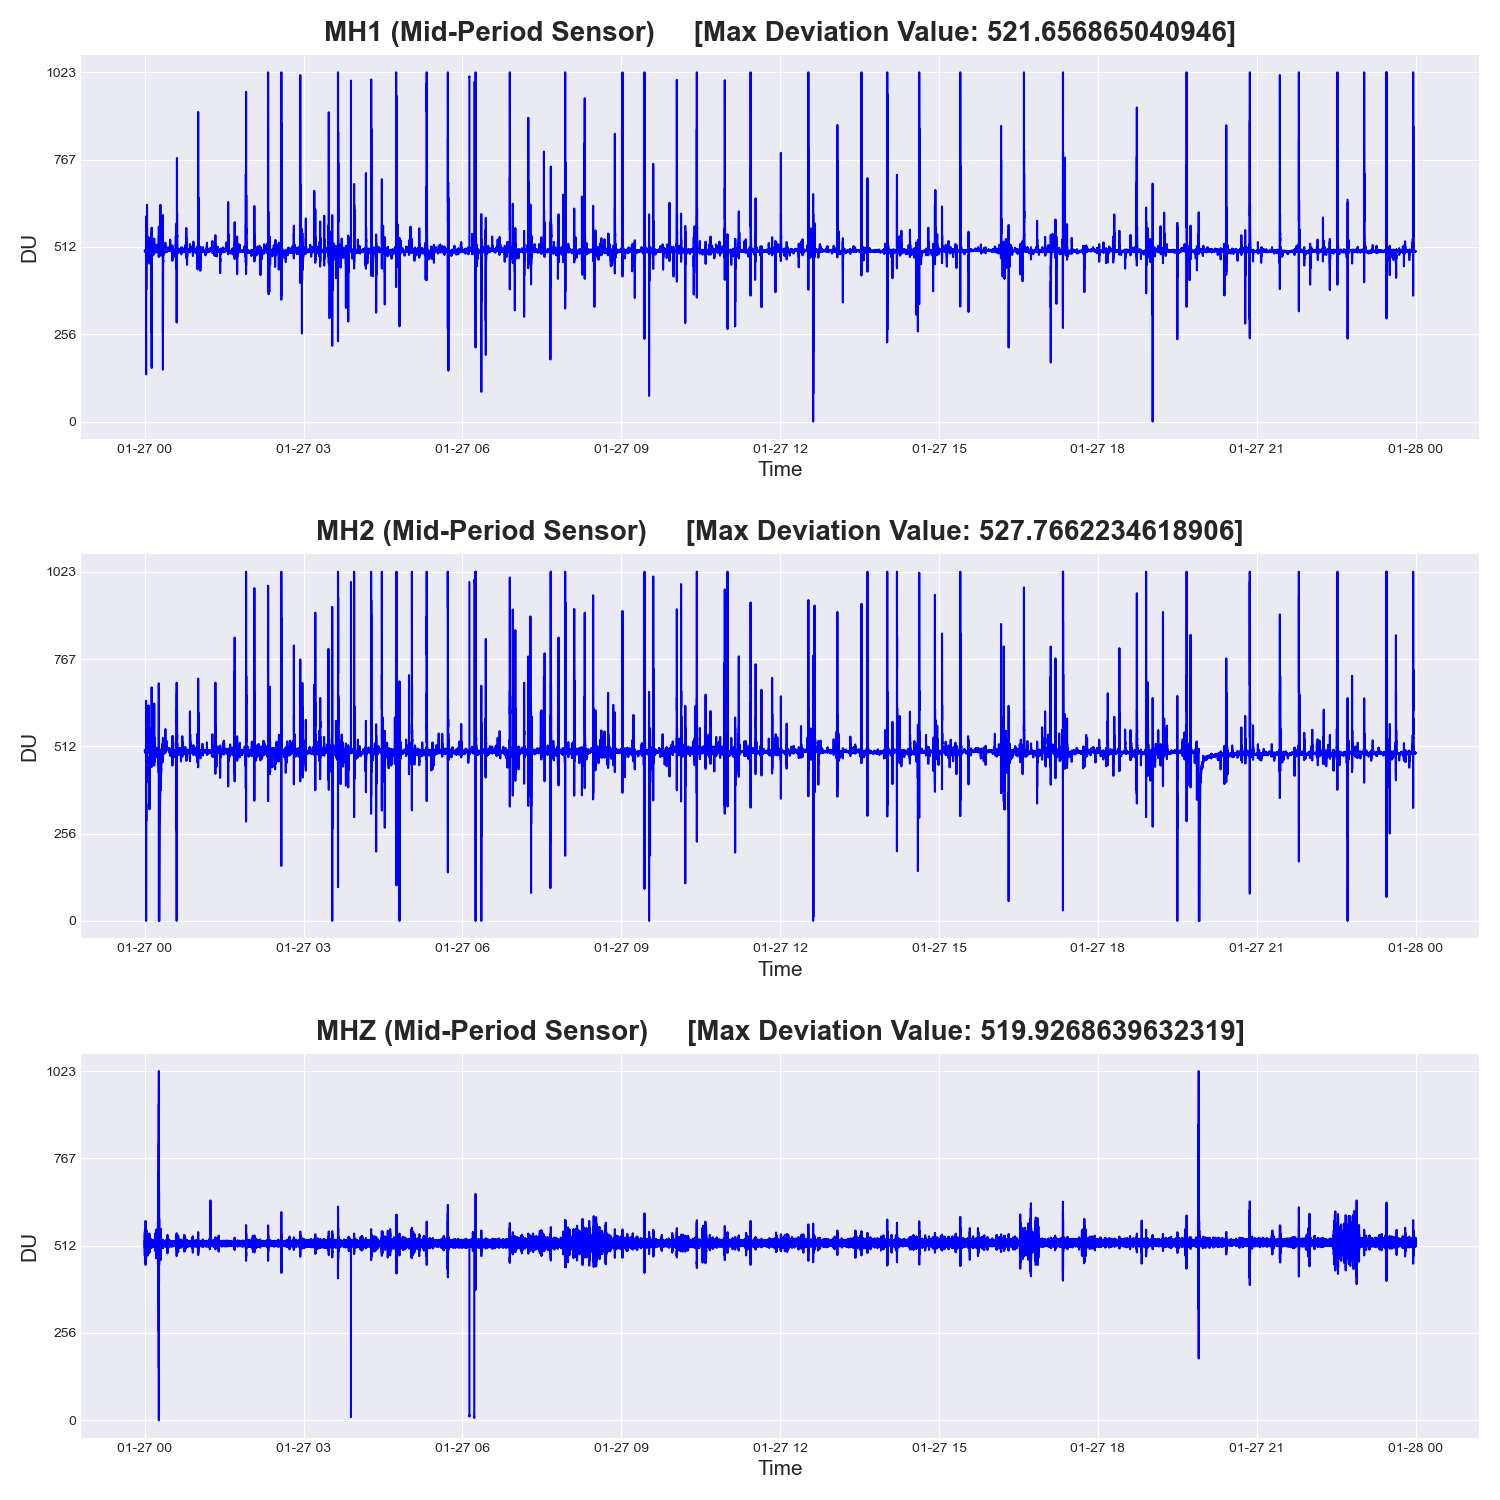 MH1 (Mid-Period Sensor) [Max Deviation Value: 521.656865040946]
1023
767
512
256
0
DU
01-27 00 01-27 03 01-27 06 01-27 09 01-27 12 01-27 15 01-27 18 01-27 21 01-28 00
Time
MH2 (Mid-Period Sensor) [Max Deviation Value: 527.7662234618906]
1023
767
512
256
0
DU
01-27 00 01-27 03 01-27 06 01-27 09 01-27 12 01-27 15 01-27 18 01-27 21 01-28 00
Time
MHZ (Mid-Period Sensor) [Max Deviation Value: 519.9268639632319]
1023
767
512
256
0
DU
01-27 00 01-27 03 01-27 06 01-27 09 01-27 12 01-27 15 01-27 18 01-27 21 01-28 00
Time